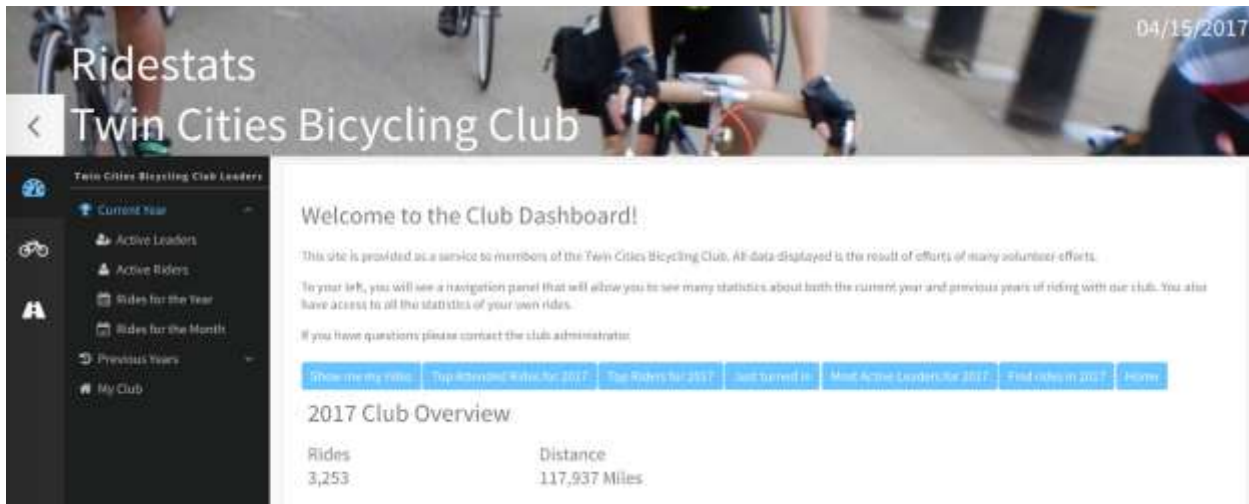 04/15/2017
Ridestats
Twin Cities Bicycling Club
Twin Cities Bicycling Club Leaders
Current Year
Active Leaders
Active Riders
Rides for the Year
Rides for the Month
Previous Years
My Club
Welcome to the Club Dashboard!
This site is provided as a service to members of the Twin Cities Bicycling Club. All data displayed is the result of efforts of many volunteer efforts.
To your left, you will see a navigation panel that will allow you to see many statistics about both the current year and previous years of riding with our club. You also
have access to all the statistics of your own rides.
If you have questions please contact the club administrator.
Show me my rides Top Attended Rides for 2017 Top Riders for 2017 Just turned in Most Active Leaders for 2017 Find rides in 2017 Home
2017 Club Overview
Rides Distance
3,253 117,937 Miles